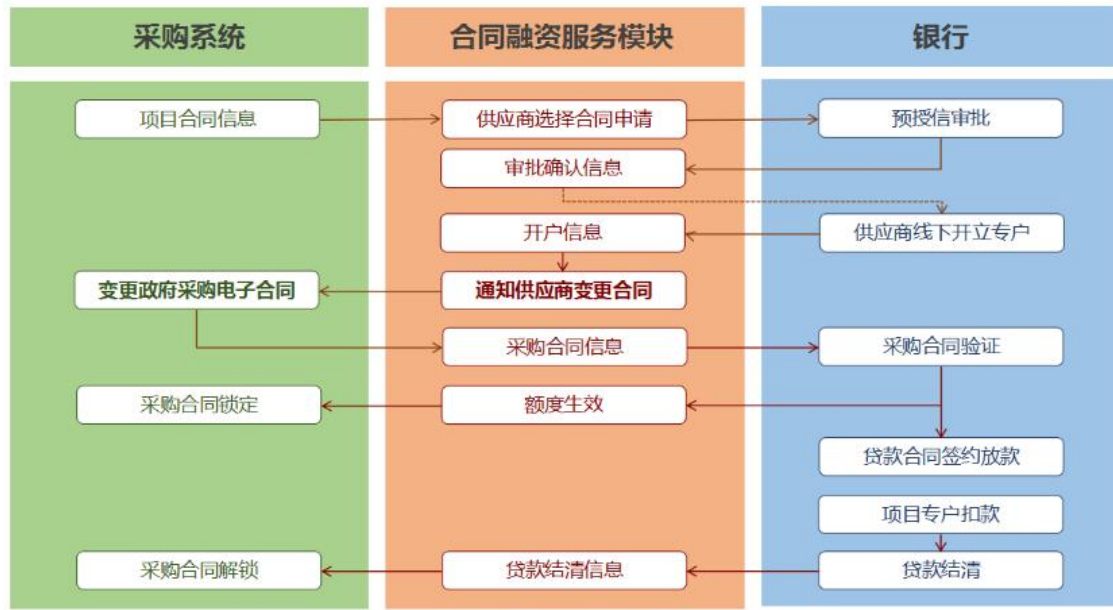 采购系统
合同融资服务模块
银行
项目合同信息
供应商选择合同申请
预授信审批
审批确认信息
开户信息
供应商线下开立专户
变更政府采购电子合同
通知供应商变更合同
采购合同信息
采购合同验证
采购合同锁定
额度生效
贷款合同签约放款
项目专户扣款
采购合同解锁
贷款结清信息
贷款结清